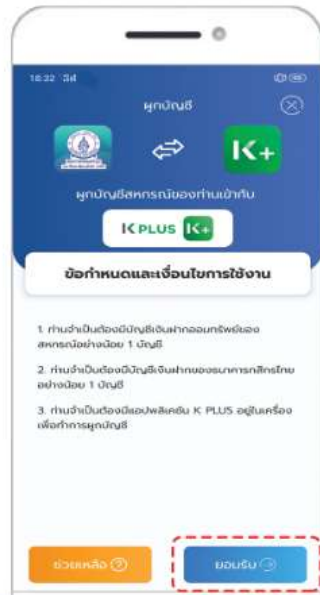 ผูกบัญชี
K+
ผูกบัญชีสหกรณ์ของท่านเข้ากับ
K PLUS K+
ข้อกำหนดและเงื่อนไขการใช้งาน
1. ท่านจำเป็นต้องมีบัญชีเงินฝากออมทรัพย์ของ
สหกรณ์อย่างน้อย 1 บัญชี
2. ท่านจำเป็นต้องมีบัญชีเงินฝากของธนาคารกสิกรไทย
อย่างน้อย 1 บัญชี
3. ท่านจำเป็นต้องมีแอปพลิเคชัน K PLUS อยู่ในเครื่อง
เพื่อทำการผูกบัญชี
ช่วยเหลือ
ยอมรับ